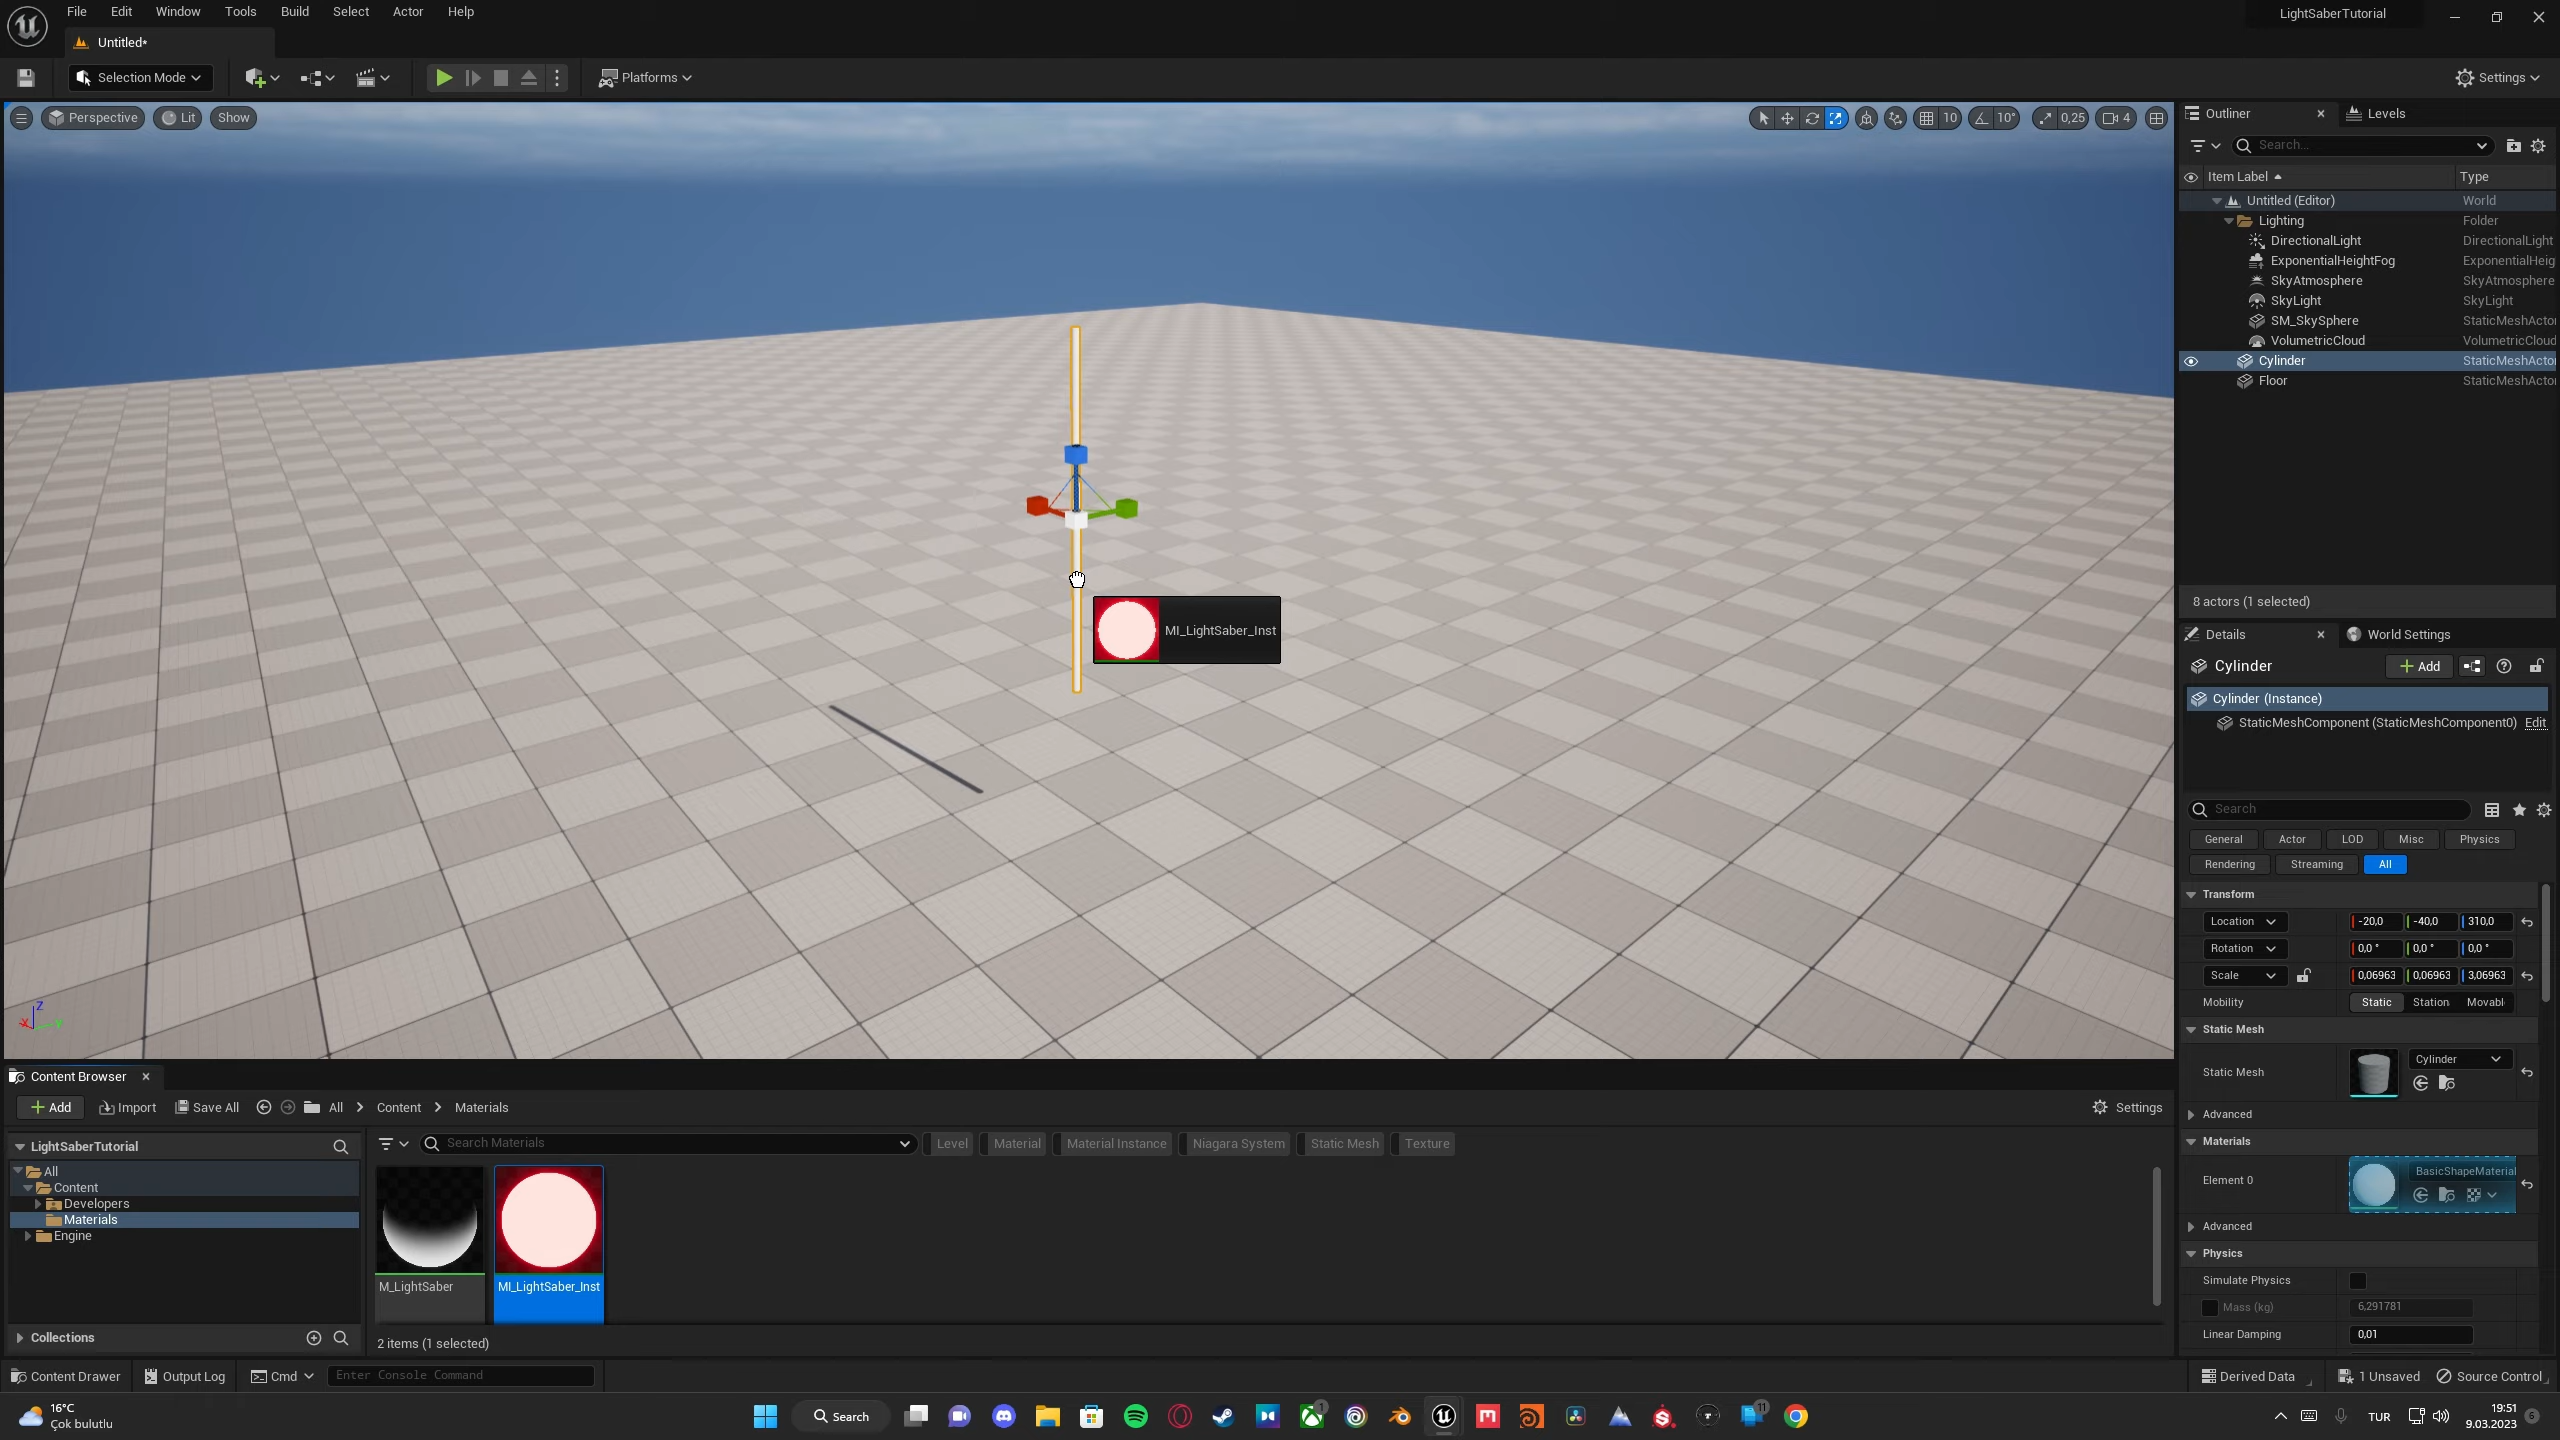 File Edit Window Tools Build Select Actor Help
LightSaberTutorial
Untitled*
Selection Mode
Platforms
Settings
Perspective Lit Show
10 10° 0,25 4
Outliner
Levels
Search...
Item Label Type
Untitled (Editor) World
Lighting Folder
DirectionalLight DirectionalLight
ExponentialHeightFog ExponentialHeig
SkyAtmosphere SkyAtmosphere
SkyLight SkyLight
SM_SkySphere StaticMeshActo
VolumetricCloud VolumetricCloud
Cylinder StaticMeshActo
Floor StaticMeshActo
8 actors (1 selected)
MI_LightSaber_Inst
Details
World Settings
Cylinder
Add
Cylinder (Instance)
StaticMeshComponent (StaticMeshComponent0) Edit
Search
General Actor LOD Misc Physics
Rendering Streaming All
Transform
Location -20,0 -40,0 310,0
Rotation 0,0 ° 0,0 ° 0,0 °
Scale 0,06963 0,06963 3,06963
Mobility Static Station Movabl
Static Mesh
Static Mesh Cylinder
Advanced
Materials
Element 0 BasicShapeMaterial
Advanced
Physics
Simulate Physics
Mass (kg) 6,291781
Linear Damping 0,01
Content Browser
Add Import Save All All Content Materials Settings
LightSaberTutorial
All
Content
Developers
Materials
Engine
Collections
Search Materials
Level Material Material Instance Niagara System Static Mesh Texture
M_LightSaber
MI_LightSaber_Inst
2 items (1 selected)
Content Drawer Output Log Cmd Enter Console Command
Derived Data 1 Unsaved Source Control
16°C
Çok bulutlu
Search
1
11
TUR
19:51
9.03.2023
6